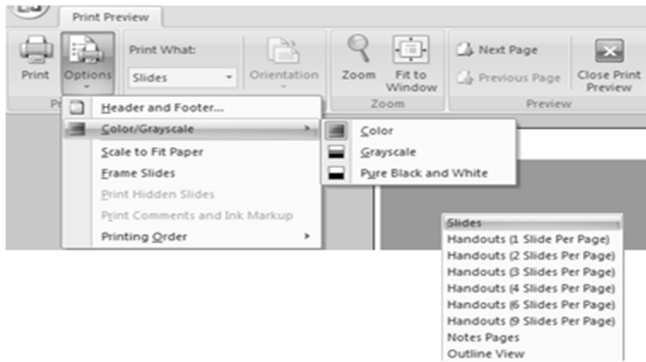 Print Preview
Print
Options
Print What:
Slides
Orientation
Zoom
Fit to Window
Next Page
Previous Page
Close Print Preview
Zoom
Preview
Header and Footer...
Color/Grayscale
Scale to Fit Paper
Frame Slides
Print Hidden Slides
Print Comments and Ink Markup
Printing Order
Color
Grayscale
Pure Black and White
Slides
Handouts (1 Slide Per Page)
Handouts (2 Slides Per Page)
Handouts (3 Slides Per Page)
Handouts (4 Slides Per Page)
Handouts (6 Slides Per Page)
Handouts (9 Slides Per Page)
Notes Pages
Outline View